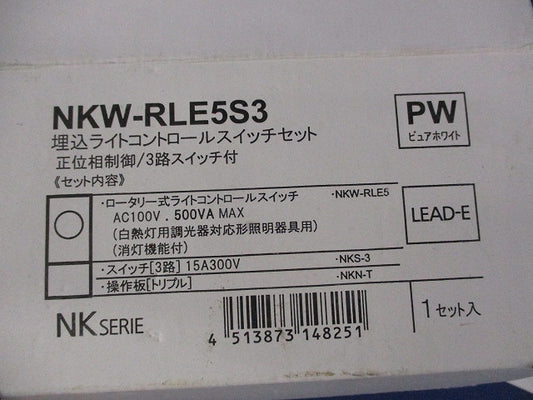 NKW-RLE5S3
埋込ライトコントロールスイッチセット
正位相制御/3路スイッチ付
《セット内容》
PW
ピュアホワイト
・ロータリー式ライトコントロールスイッチ ・NKW-RLE5
AC100V . 500VA MAX
(白熱灯用調光器対応形照明器具用)
(消灯機能付)
LEAD-E
・スイッチ[3路] 15A300V ・NKS-3
・操作板[トリプル] ・NKN-T
NK SERIE
4 513873 148251
1セット入